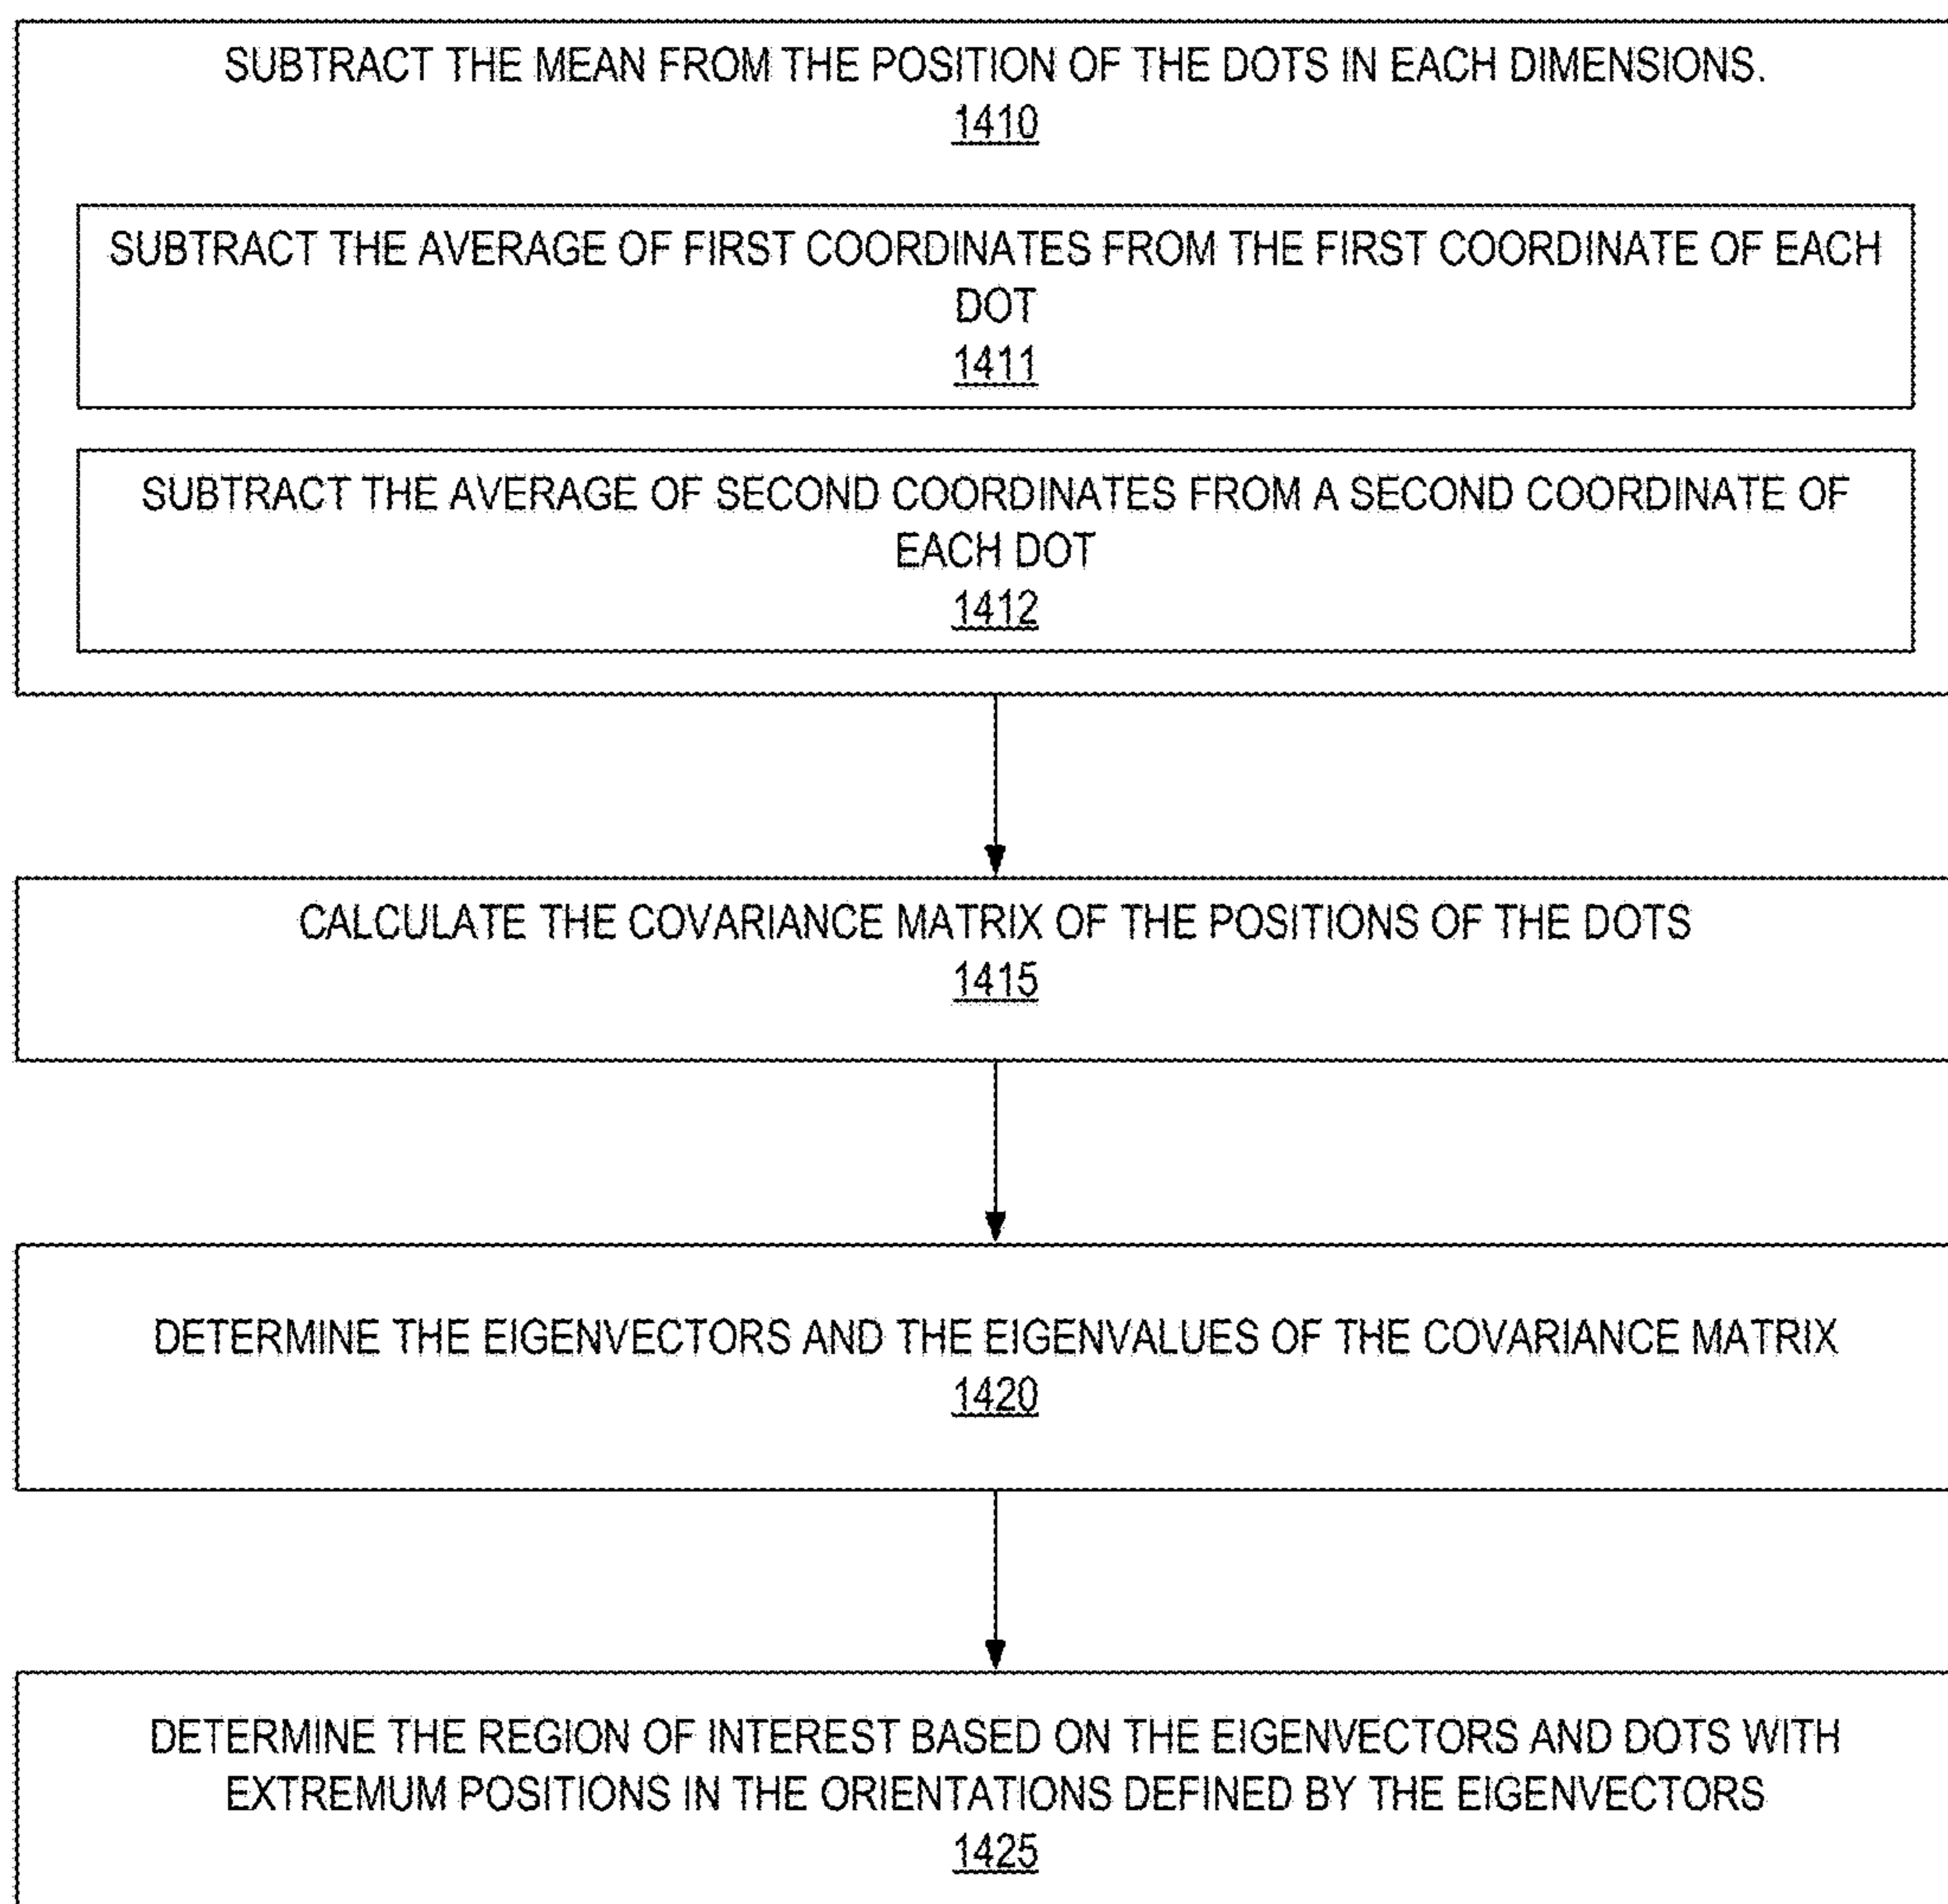 SUBTRACT THE MEAN FROM THE POSITION OF THE DOTS IN EACH DIMENSIONS.
1410
SUBTRACT THE AVERAGE OF FIRST COORDINATES FROM THE FIRST COORDINATE OF EACH
DOT
1411
SUBTRACT THE AVERAGE OF SECOND COORDINATES FROM A SECOND COORDINATE OF
EACH DOT
1412
CALCULATE THE COVARIANCE MATRIX OF THE POSITIONS OF THE DOTS
1415
DETERMINE THE EIGENVECTORS AND THE EIGENVALUES OF THE COVARIANCE MATRIX
1420
DETERMINE THE REGION OF INTEREST BASED ON THE EIGENVECTORS AND DOTS WITH
EXTREMUM POSITIONS IN THE ORIENTATIONS DEFINED BY THE EIGENVECTORS
1425